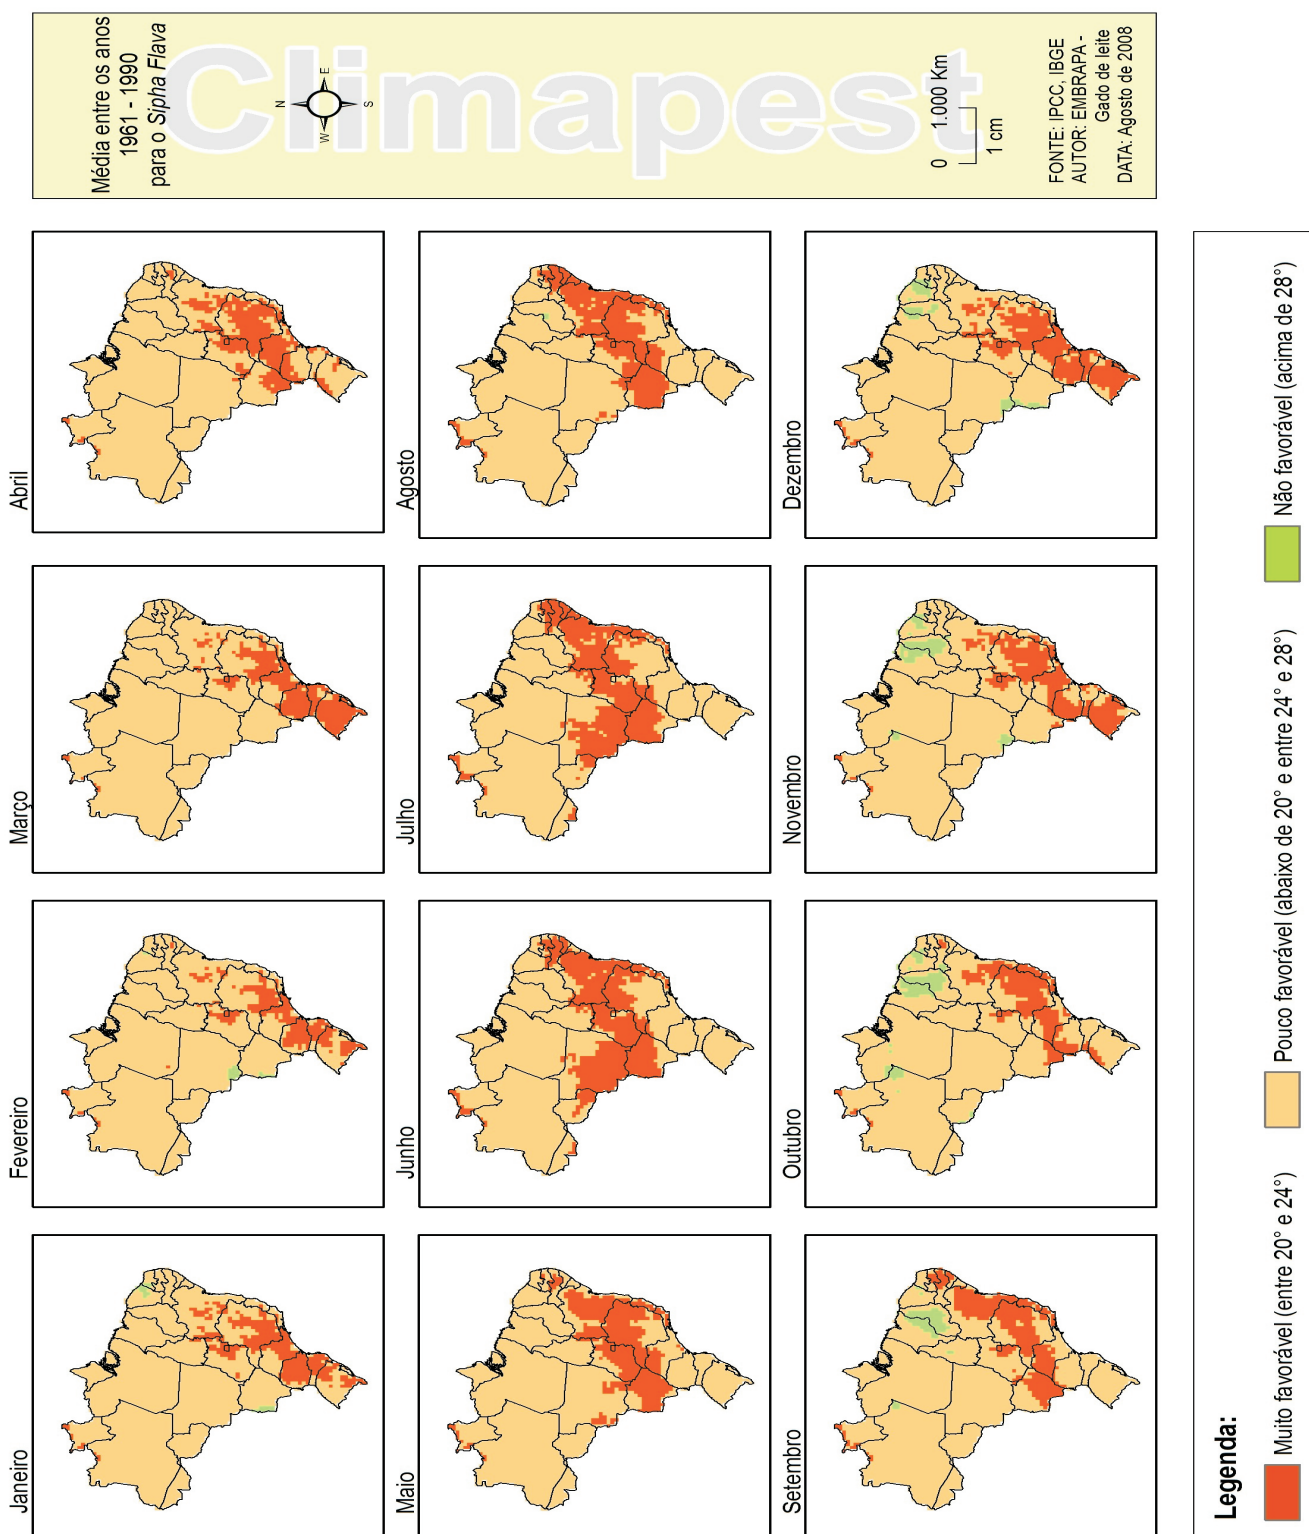 Janeiro
Fevereiro
Março
Abril
Maio
Junho
Julho
Agosto
Setembro
Outubro
Novembro
Dezembro
Climapest
Média entre os anos
1961 - 1990
para o Sipha Flava
N
W
E
S
0 1.000 Km
1 cm
FONTE: IPCC, IBGE
AUTOR: EMBRAPA -
Gado de leite
DATA: Agosto de 2008
Legenda:
Muito favorável (entre 20° e 24°)
Pouco favorável (abaixo de 20° e entre 24° e 28°)
Não favorável (acima de 28°)